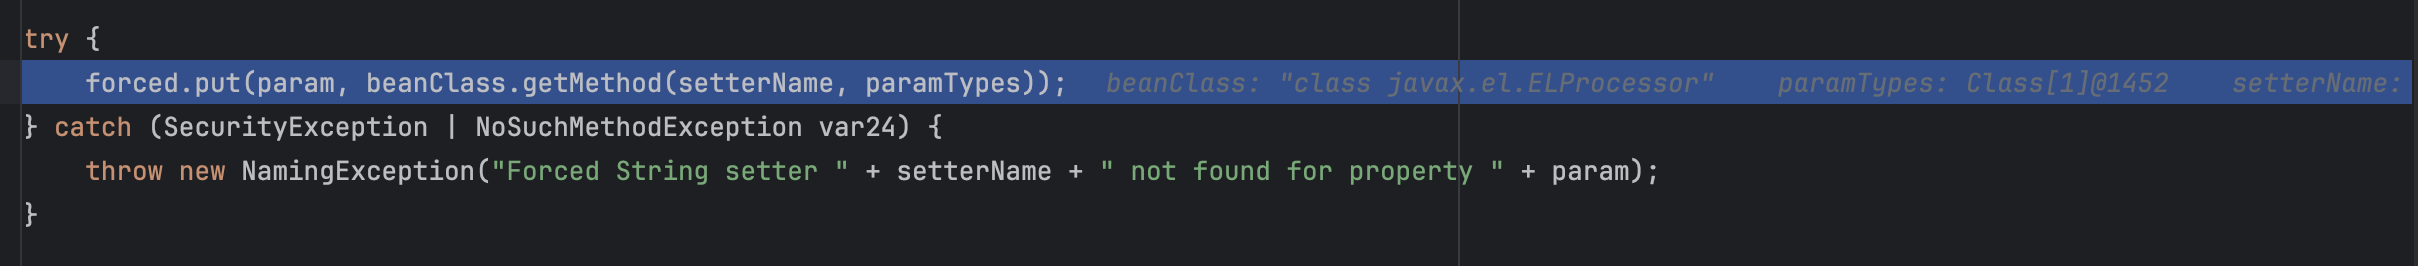 try {
forced.put(param, beanClass.getMethod(setterName, paramTypes)); beanClass: "class javax.el.ELProcessor" paramTypes: Class[1]@1452 setterName:
} catch (SecurityException | NoSuchMethodException var24) {
throw new NamingException("Forced String setter " + setterName + " not found for property " + param);
}